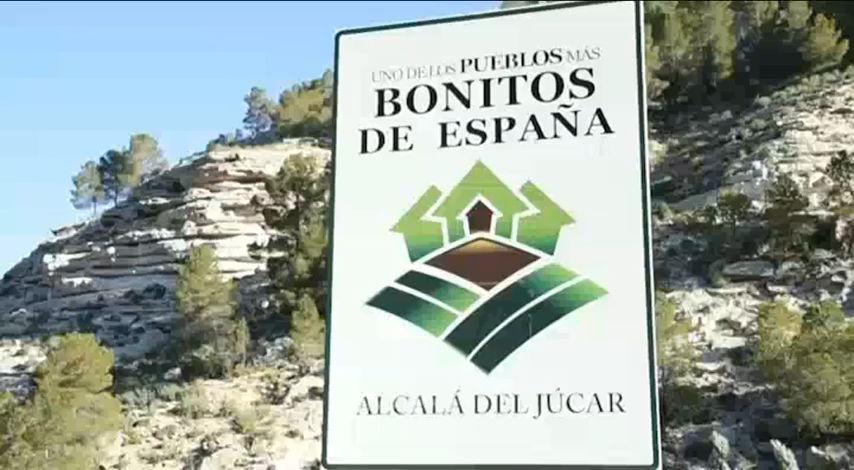 UNO DE LOS PUEBLOS MÁS
BONITOS
DE ESPAÑA
ALCALÁ DEL JÚCAR